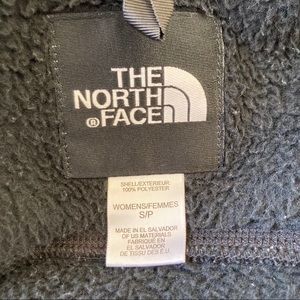 THE
NORTH
® FACE
SHELL/EXTERIEUR:
100% POLYESTER
WOMENS/FEMMES
S/P
MADE IN EL SALVADOR
OF US MATERIALS
FABRIQUE EN
EL SALVADOR
DE TISSU DES E.U.